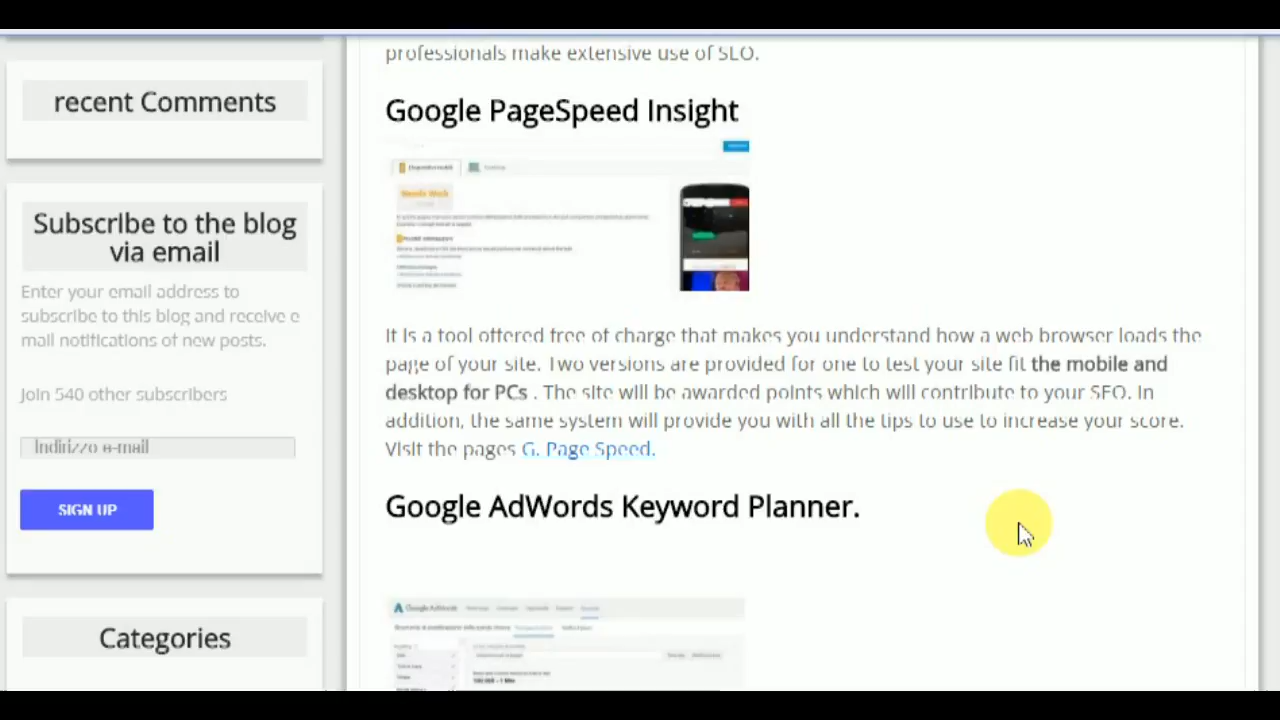 recent Comments
Subscribe to the blog
via email
Enter your email address to
subscribe to this blog and receive e
mail notifications of new posts.
Join 540 other subscribers
Indirizzo e-mail
SIGN UP
Categories
professionals make extensive use of SEO.
Google PageSpeed Insight
Needs Work
It is a tool offered free of charge that makes you understand how a web browser loads the
page of your site. Two versions are provided for one to test your site fit the mobile and
desktop for PCs . The site will be awarded points which will contribute to your SEO. In
addition, the same system will provide you with all the tips to use to increase your score.
Visit the pages G. Page Speed.
Google AdWords Keyword Planner.
Google AdWords